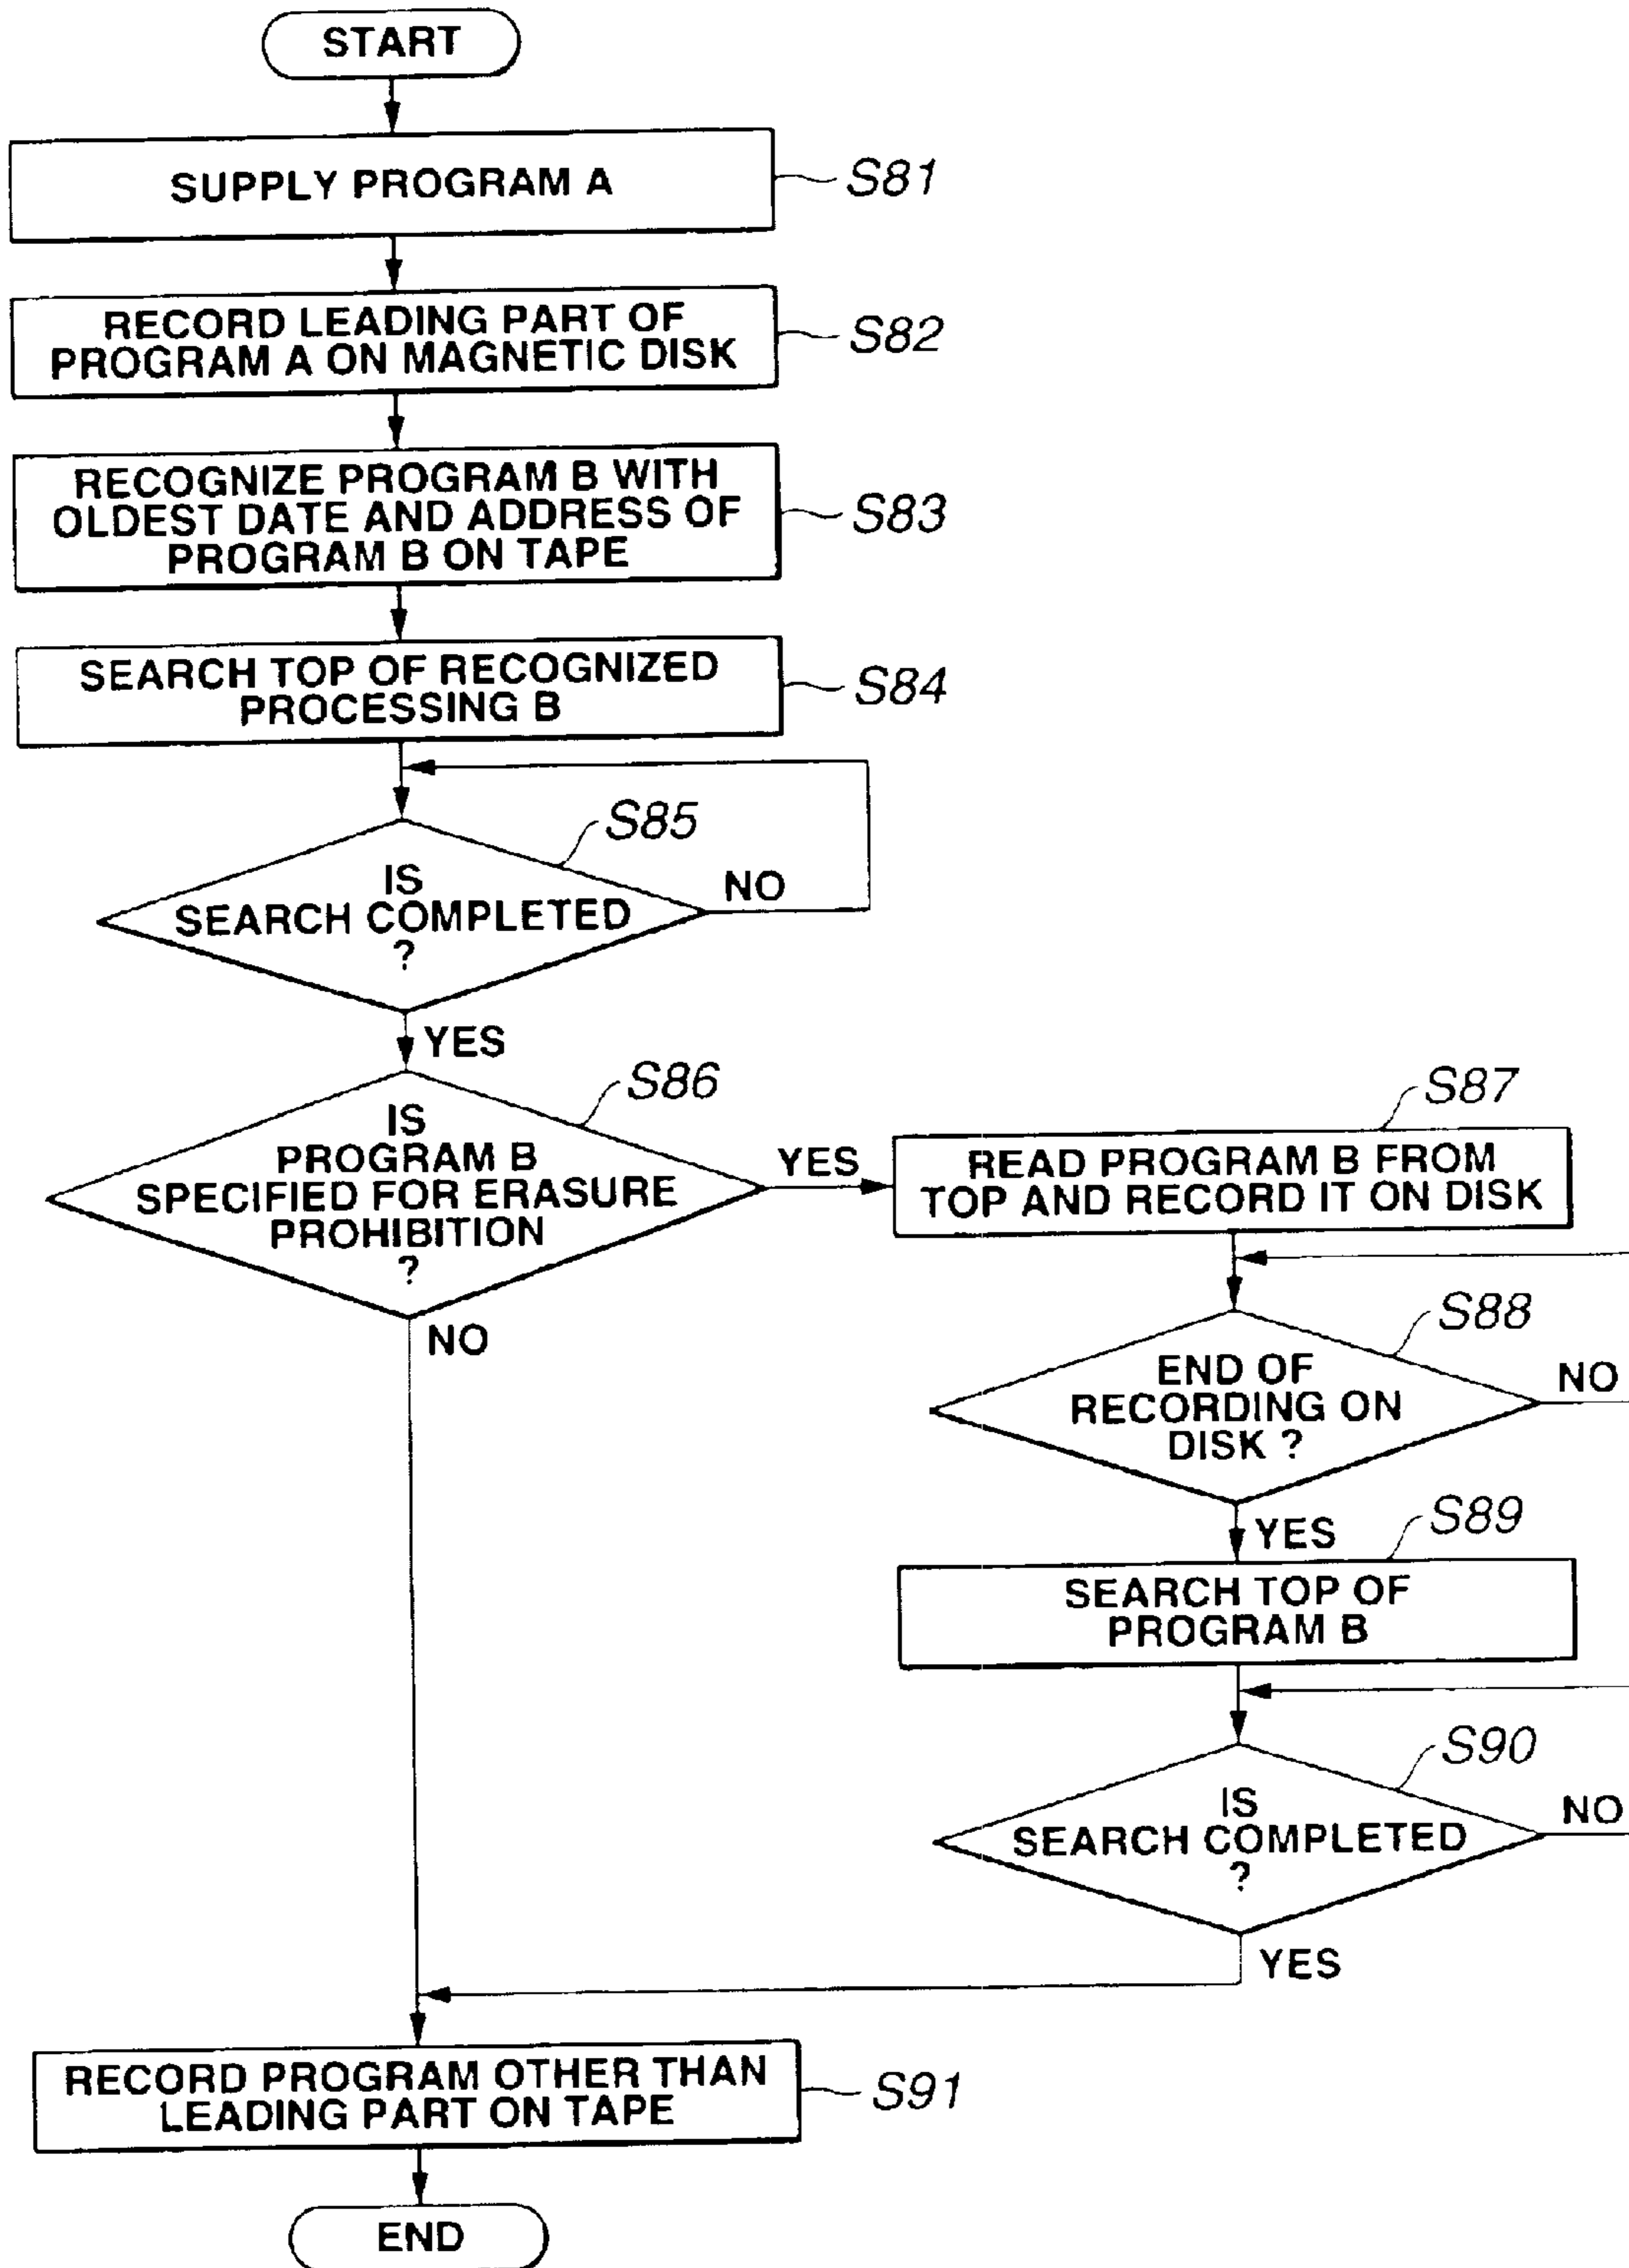 START
SUPPLY PROGRAM A
S81
RECORD LEADING PART OF
PROGRAM A ON MAGNETIC DISK
S82
RECOGNIZE PROGRAM B WITH
OLDEST DATE AND ADDRESS OF
PROGRAM B ON TAPE
S83
SEARCH TOP OF RECOGNIZED
PROCESSING B
S84
S85
IS
SEARCH COMPLETED
?
NO
YES
S86
IS
PROGRAM B
SPECIFIED FOR ERASURE
PROHIBITION
?
YES
NO
S87
READ PROGRAM B FROM
TOP AND RECORD IT ON DISK
S88
END OF
RECORDING ON
DISK ?
NO
YES
S89
SEARCH TOP OF
PROGRAM B
S90
IS
SEARCH COMPLETED
?
NO
YES
RECORD PROGRAM OTHER THAN
LEADING PART ON TAPE
S91
END